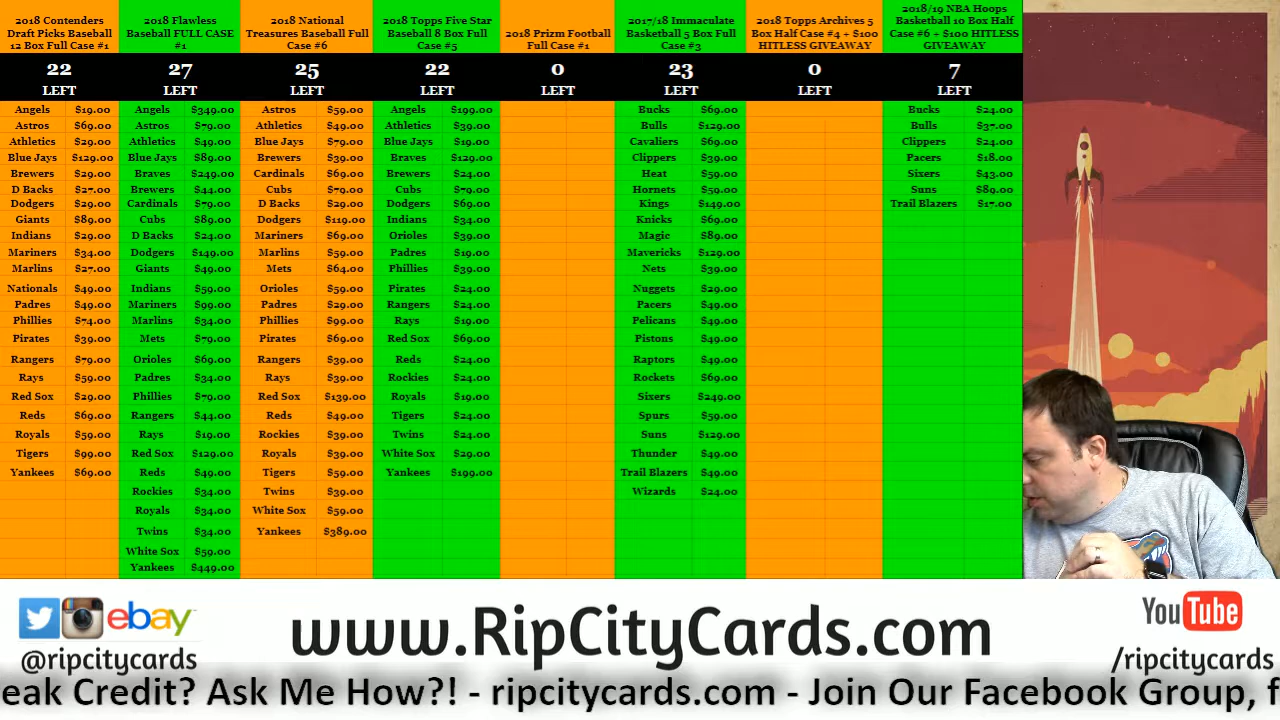 2018 Contenders
Draft Picks Baseball
12 Box Full Case #1
22
LEFT
Angels $19.00
Astros $69.00
Athletics $29.00
Blue Jays $129.00
Brewers $29.00
D Backs $27.00
Dodgers $29.00
Giants $89.00
Indians $29.00
Mariners $34.00
Marlins $27.00
Nationals $49.00
Padres $49.00
Phillies $74.00
Pirates $39.00
Rangers $79.00
Rays $59.00
Red Sox $29.00
Reds $69.00
Royals $59.00
Tigers $99.00
Yankees $69.00
2018 Flawless
Baseball FULL CASE
#1
27
LEFT
Angels $349.00
Astros $79.00
Athletics $49.00
Blue Jays $89.00
Braves $249.00
Brewers $44.00
Cardinals $79.00
Cubs $89.00
D Backs $24.00
Dodgers $149.00
Giants $49.00
Indians $59.00
Mariners $99.00
Marlins $34.00
Mets $79.00
Orioles $69.00
Padres $34.00
Phillies $79.00
Rangers $44.00
Rays $19.00
Red Sox $129.00
Reds $49.00
Rockies $34.00
Royals $34.00
Twins $34.00
White Sox $59.00
Yankees $449.00
2018 National
Treasures Baseball Full
Case #6
25
LEFT
Astros $59.00
Athletics $49.00
Blue Jays $79.00
Brewers $39.00
Cardinals $69.00
Cubs $79.00
D Backs $29.00
Dodgers $119.00
Mariners $69.00
Marlins $59.00
Mets $64.00
Orioles $59.00
Padres $29.00
Phillies $99.00
Pirates $69.00
Rangers $39.00
Rays $39.00
Red Sox $139.00
Reds $49.00
Rockies $39.00
Royals $39.00
Tigers $59.00
Twins $39.00
White Sox $59.00
Yankees $389.00
2018 Topps Five Star
Baseball 8 Box Full
Case #5
22
LEFT
Angels $199.00
Athletics $39.00
Blue Jays $19.00
Braves $129.00
Brewers $24.00
Cubs $79.00
Dodgers $69.00
Indians $34.00
Orioles $39.00
Padres $19.00
Phillies $39.00
Pirates $24.00
Rangers $24.00
Rays $19.00
Red Sox $69.00
Reds $24.00
Rockies $24.00
Royals $19.00
Tigers $24.00
Twins $24.00
White Sox $29.00
Yankees $199.00
2018 Prizm Football
Full Case #1
0
LEFT
2017/18 Immaculate
Basketball 5 Box Full
Case #3
23
LEFT
Bucks $69.00
Bulls $129.00
Cavaliers $69.00
Clippers $39.00
Heat $59.00
Hornets $59.00
Kings $149.00
Knicks $69.00
Magic $89.00
Mavericks $129.00
Nets $39.00
Nuggets $29.00
Pacers $49.00
Pelicans $49.00
Pistons $49.00
Raptors $49.00
Rockets $69.00
Sixers $249.00
Spurs $59.00
Suns $129.00
Thunder $49.00
Trail Blazers $49.00
Wizards $24.00
2018 Topps Archives 5
Box Half Case #4 + $100
HITLESS GIVEAWAY
0
LEFT
2018/19 NBA Hoops
Basketball 10 Box Half
Case #6 + $100 HITLESS
GIVEAWAY
7
LEFT
Bucks $24.00
Bulls $37.00
Clippers $24.00
Pacers $18.00
Sixers $43.00
Suns $89.00
Trail Blazers $17.00
ebay
@ripcitycards
www.RipCityCards.com
YouTube
/ripcitycards
eak Credit? Ask Me How?! - ripcitycards.com - Join Our Facebook Group, f